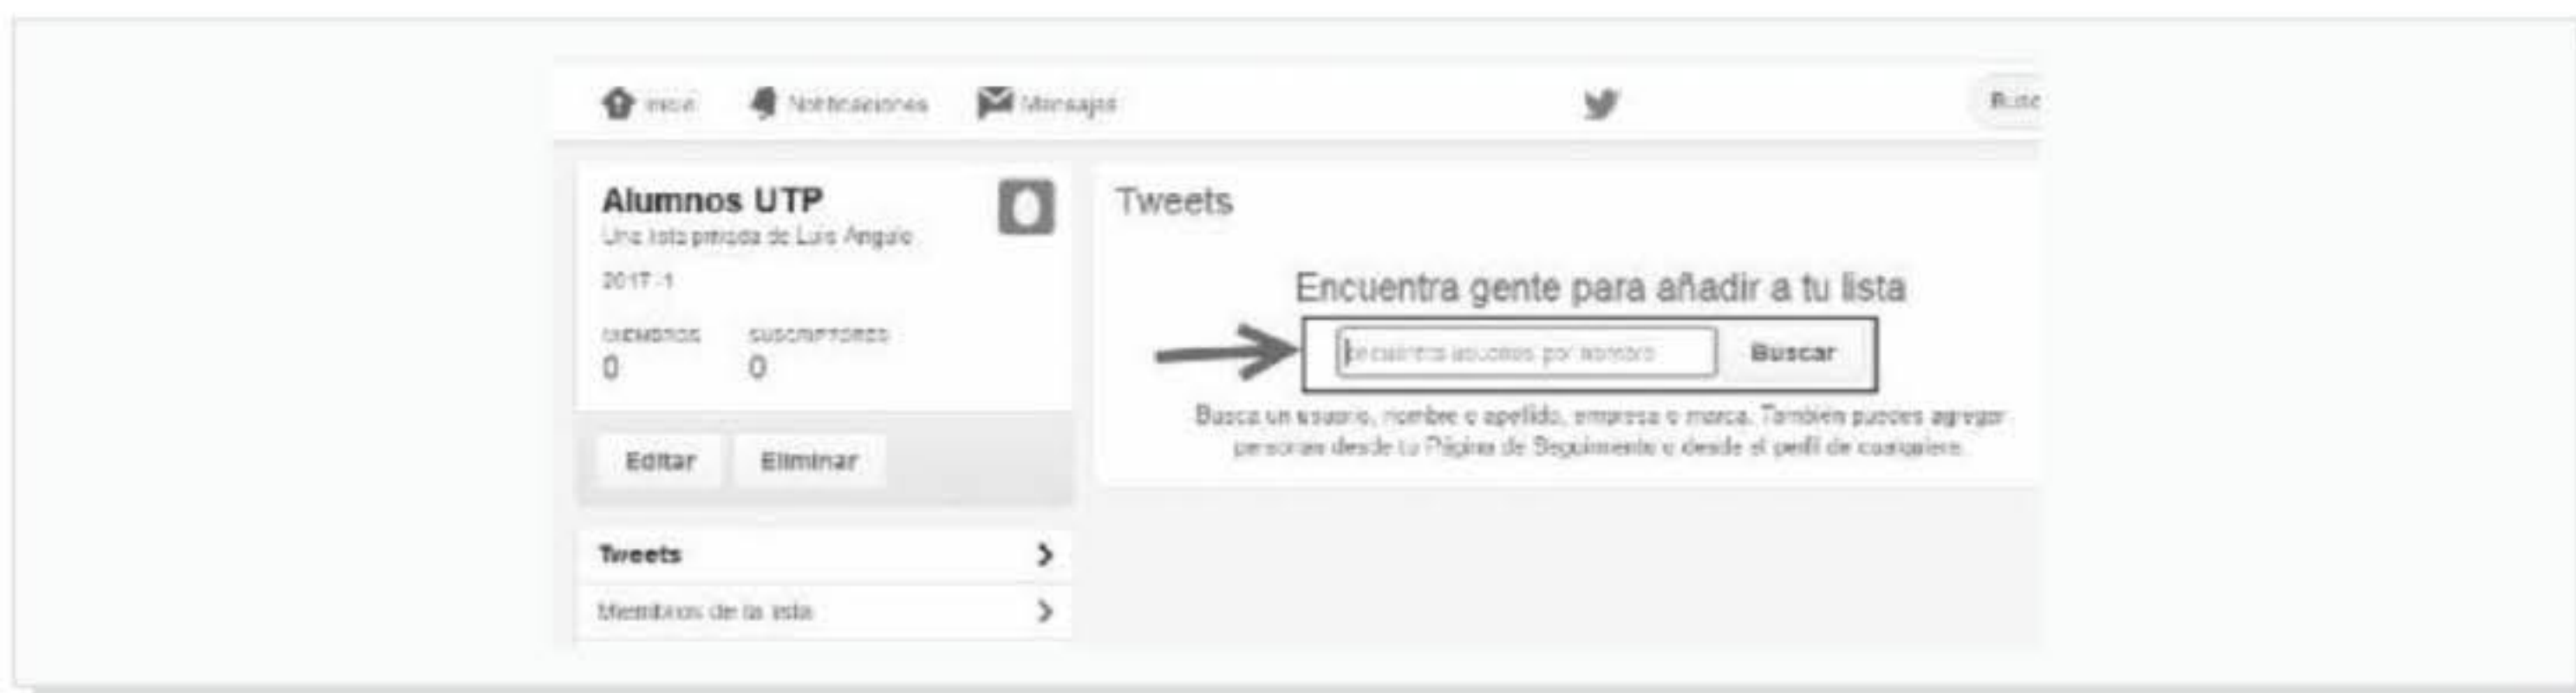 Inicio Notificaciones Mensajes Busc
Alumnos UTP
Una lista privada de Luis Angulo
2017 -1
MIEMBROS SUSCRIPTORES
0 0
Editar Eliminar
Tweets
Miembros de la lista
Tweets
Encuentra gente para añadir a tu lista
Encuentra usuarios por nombre Buscar
Busca un usuario, nombre o apellido, empresa o marca. También puedes agregar
personas desde tu Página de Seguimiento o desde el perfil de cualquiera.